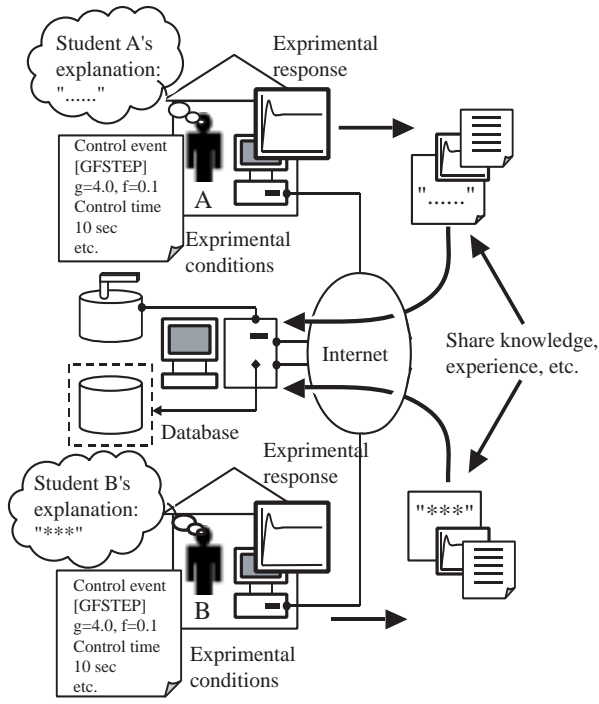 Student A's
explanation:
"......"
Exprimental
response
Control event
[GFSTEP]
g=4.0, f=0.1
Control time
10 sec
etc.
A
Exprimental
conditions
"......"
Internet
Share knowledge,
experience, etc.
Database
Student B's
explanation:
"***"
Exprimental
response
"***"
Control event
[GFSTEP]
g=4.0, f=0.1
Control time
10 sec
etc.
B
Exprimental
conditions